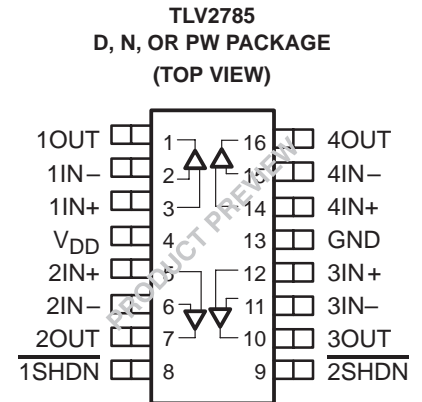 TLV2785
D, N, OR PW PACKAGE
(TOP VIEW)
1OUT 1 16 4OUT
1IN− 2 15 4IN−
1IN+ 3 14 4IN+
VDD 4 13 GND
2IN+ 5 12 3IN+
2IN− 6 11 3IN−
2OUT 7 10 3OUT
1SHDN 8 9 2SHDN
PRODUCT PREVIEW